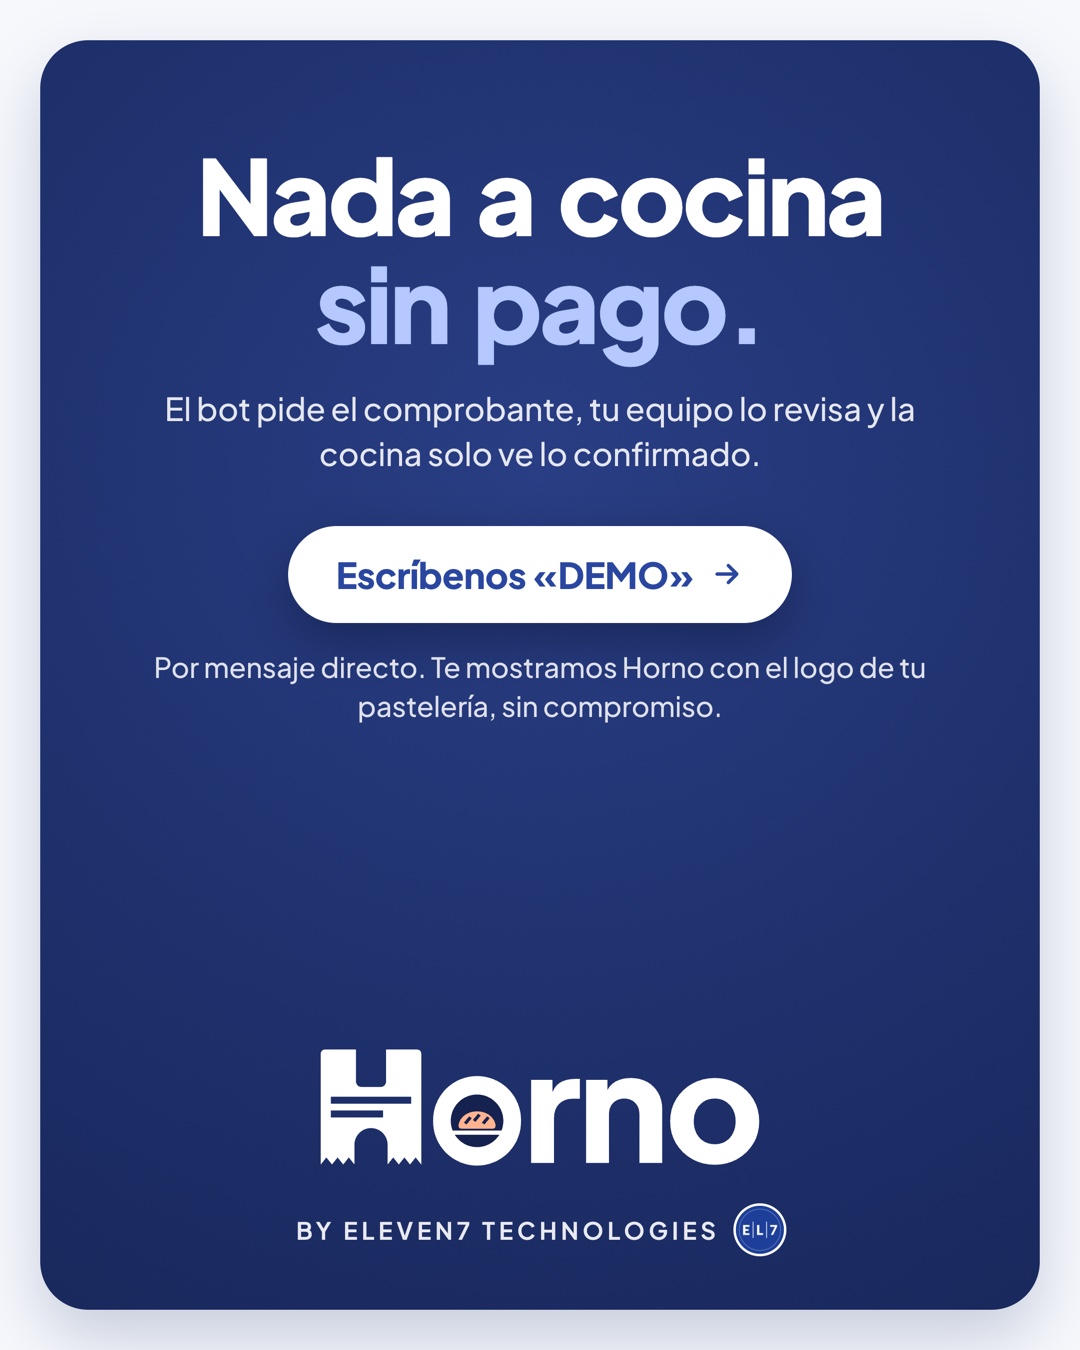 Nada a cocina
sin pago.
El bot pide el comprobante, tu equipo lo revisa y la
cocina solo ve lo confirmado.
Escríbenos «DEMO» →
Por mensaje directo. Te mostramos Horno con el logo de tu
pastelería, sin compromiso.
Horno
BY ELEVEN7 TECHNOLOGIES E|L|7